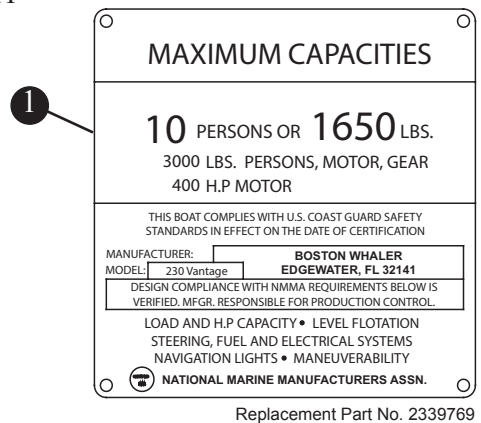 1
MAXIMUM CAPACITIES
10 PERSONS OR 1650 LBS.
3000 LBS. PERSONS, MOTOR, GEAR
400 H.P MOTOR
THIS BOAT COMPLIES WITH U.S. COAST GUARD SAFETY
STANDARDS IN EFFECT ON THE DATE OF CERTIFICATION
MANUFACTURER: BOSTON WHALER
MODEL: 230 Vantage EDGEWATER, FL 32141
DESIGN COMPLIANCE WITH NMMA REQUIREMENTS BELOW IS
VERIFIED. MFGR. RESPONSIBLE FOR PRODUCTION CONTROL.
LOAD AND H.P CAPACITY • LEVEL FLOTATION
STEERING, FUEL AND ELECTRICAL SYSTEMS
NAVIGATION LIGHTS • MANEUVERABILITY
NATIONAL MARINE MANUFACTURERS ASSN.
Replacement Part No. 2339769